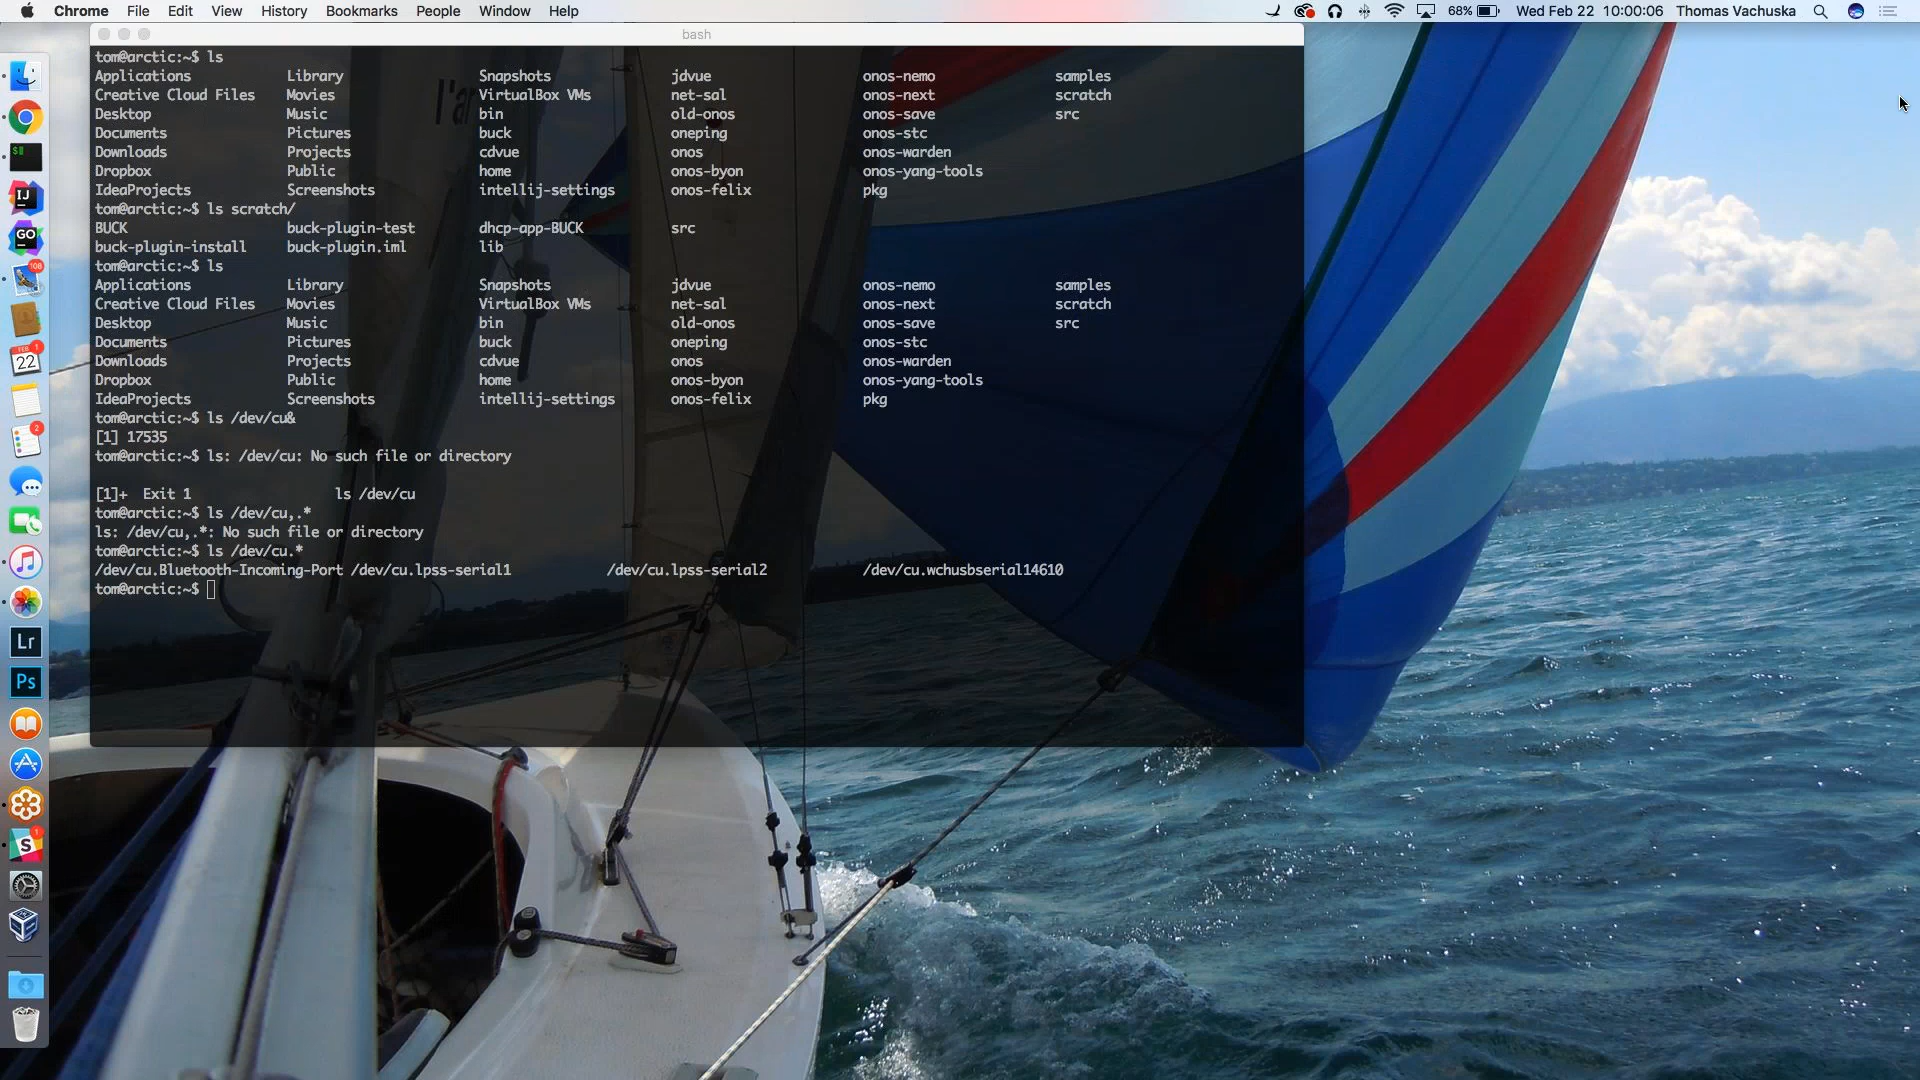 Chrome File Edit View History Bookmarks People Window Help 68% Wed Feb 22 10:00:06 Thomas Vachuska
bash
tom@arctic:~$ ls
Applications Library Snapshots jdvue onos-nemo samples
Creative Cloud Files Movies VirtualBox VMs net-sal onos-next scratch
Desktop Music bin old-onos onos-save src
Documents Pictures buck oneping onos-stc
Downloads Projects cdvue onos onos-warden
Dropbox Public home onos-byon onos-yang-tools
IdeaProjects Screenshots intellij-settings onos-felix pkg
tom@arctic:~$ ls scratch/
BUCK buck-plugin-test dhcp-app-BUCK src
buck-plugin-install buck-plugin.iml lib
tom@arctic:~$ ls
Applications Library Snapshots jdvue onos-nemo samples
Creative Cloud Files Movies VirtualBox VMs net-sal onos-next scratch
Desktop Music bin old-onos onos-save src
Documents Pictures buck oneping onos-stc
Downloads Projects cdvue onos onos-warden
Dropbox Public home onos-byon onos-yang-tools
IdeaProjects Screenshots intellij-settings onos-felix pkg
tom@arctic:~$ ls /dev/cu&
[1] 17535
tom@arctic:~$ ls: /dev/cu: No such file or directory
[1]+ Exit 1 ls /dev/cu
tom@arctic:~$ ls /dev/cu,.*
ls: /dev/cu,.*: No such file or directory
tom@arctic:~$ ls /dev/cu.*
/dev/cu.Bluetooth-Incoming-Port /dev/cu.lpss-serial1 /dev/cu.lpss-serial2 /dev/cu.wchusbserial14610
tom@arctic:~$
$
IJ
GO
108
FEB 1
22
2
Lr
Ps
S 1
l'ar